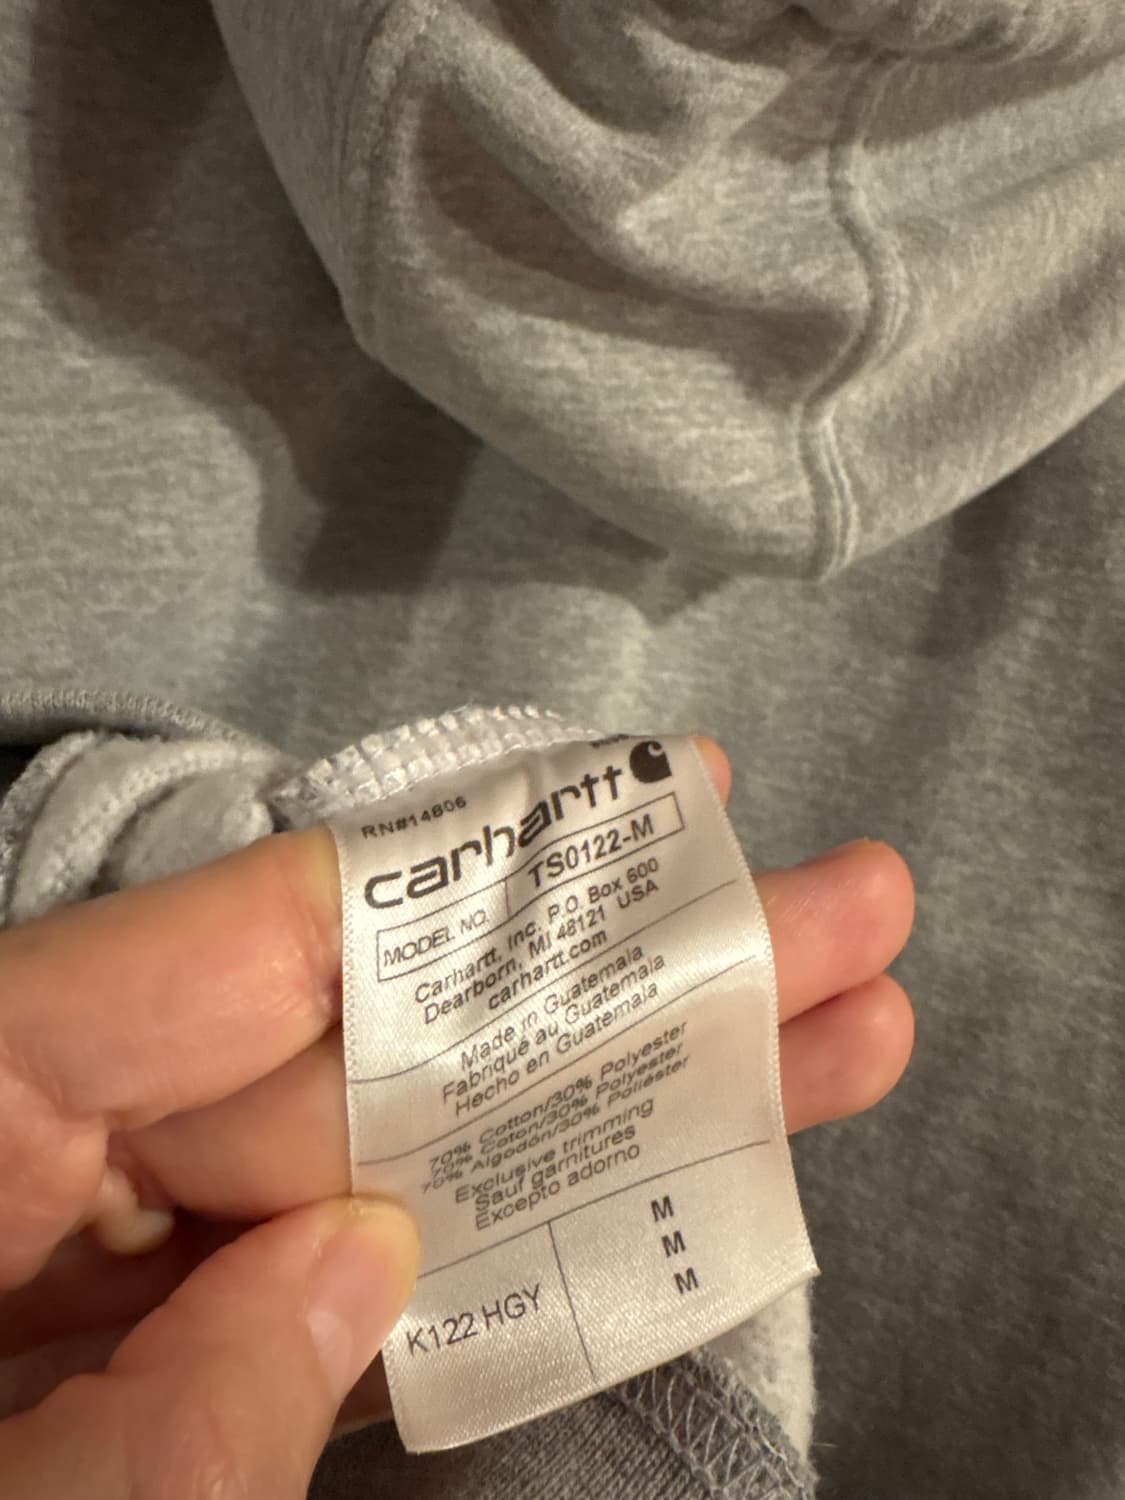 RN#14806
carhartt
MODEL NO. TS0122-M
Carhartt, Inc. P.O. Box 600
Dearborn, MI 48121 USA
carhartt.com
Made in Guatemala
Fabriqué au Guatemala
Hecho en Guatemala
70% Cotton/30% Polyester
70% Coton/30% Polyester
70% Algodón/30% Poliéster
Exclusive trimming
Sauf garnitures
Excepto adorno
M
M
K122 HGY M